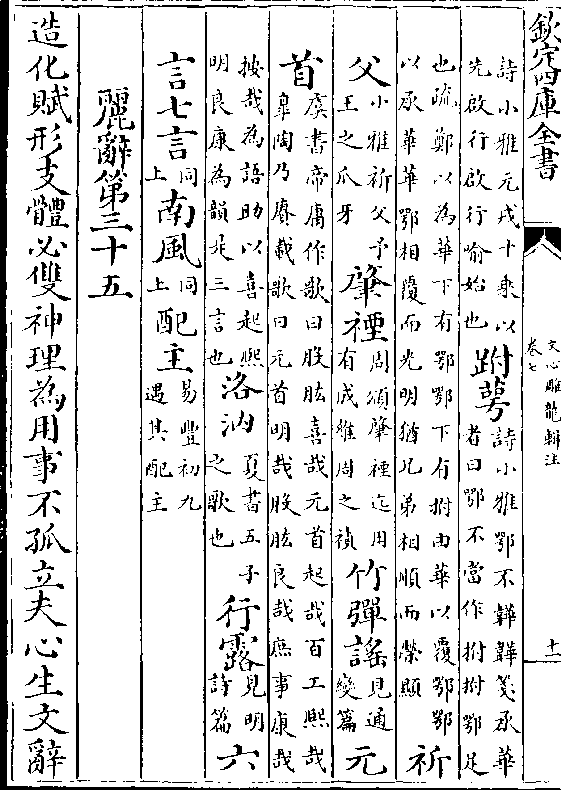 欽定四庫全書
文心雕龍輯注
卷七
十一
詩小雅元戎十乘以
先啟行啟行喻始也
跗萼
詩小雅鄂不韡韡箋承華
者曰鄂不當作拊拊鄂足
也疏鄭以為華下有鄂鄂下有拊由華以覆鄂鄂
以承華華鄂相覆而光明猶兄弟相順而榮顯
祈
父
小雅祈父予
王之爪牙
肇禋
周頌肇禋迄用
有成維周之禎
竹彈謠
見通
變篇
元
首
虞書帝庸作歌曰股肱喜哉元首起哉百工熙哉
臯陶乃賡載歌曰元首明哉股肱良哉庶事康哉
按哉為語助以喜起熙
明良康為韻是三言也
洛汭
夏書五子
之歌也
行露
見明
詩篇
六
言七言
同
上
南風
同
上
配主
易豐初九
遇其配主
麗辭第三十五
造化賦形支體必雙神理為用事不孤立夫心生文辭